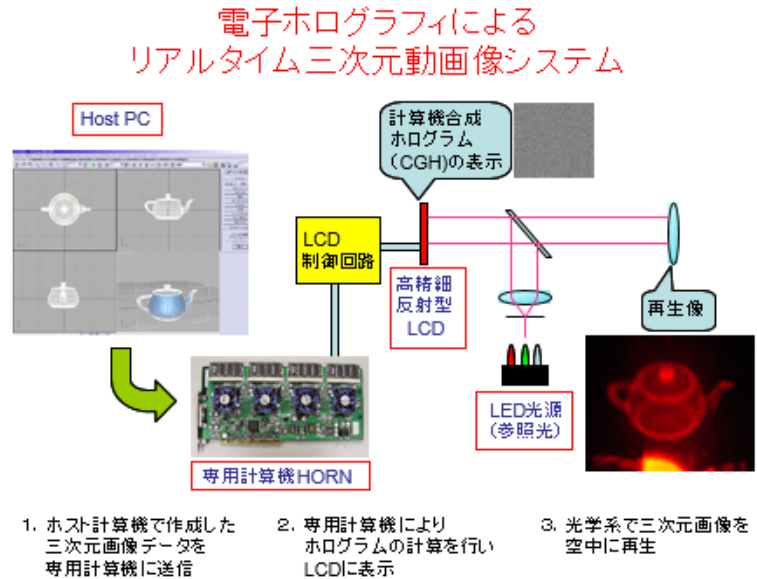 電子ホログラフィによる
リアルタイム三次元動画像システム
Host PC
計算機合成
ホログラム
(CGH)の表示
LCD
制御回路
高精細
反射型
LCD
再生像
LED光源
(参照光)
専用計算機HORN
1. ホスト計算機で作成した
三次元画像データを
専用計算機に送信
2. 専用計算機により
ホログラムの計算を行い
LCDに表示
3. 光学系で三次元画像を
空中に再生